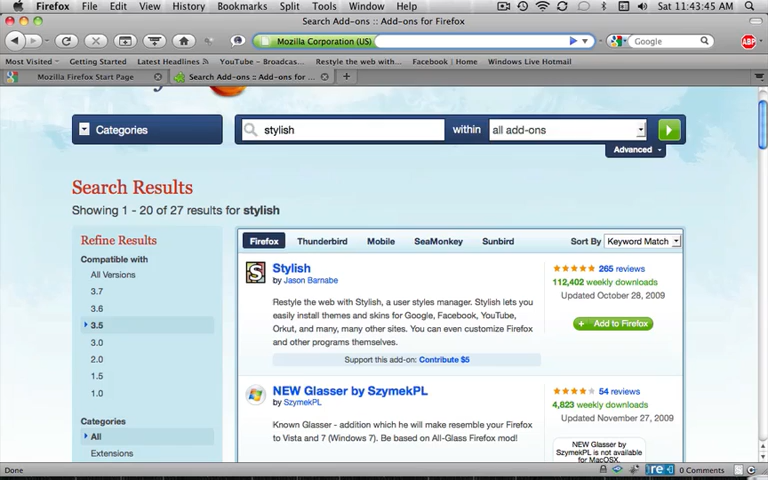 Firefox File Edit View History Bookmarks Split Tools Window Help Sat 11:43:45 AM
Search Add-ons :: Add-ons for Firefox
Mozilla Corporation (US) Google ABP
Most Visited Getting Started Latest Headlines YouTube - Broadcas... Restyle the web with... Facebook | Home Windows Live Hotmail
Mozilla Firefox Start Page Search Add-ons :: Add-ons for ...
Categories stylish within all add-ons
Advanced
Search Results
Showing 1 - 20 of 27 results for stylish
Refine Results
Compatible with
All Versions
3.7
3.6
3.5
3.0
2.0
1.5
1.0
Categories
All
Extensions
Firefox Thunderbird Mobile SeaMonkey Sunbird Sort By Keyword Match
Stylish
by Jason Barnabe
Restyle the web with Stylish, a user styles manager. Stylish lets you
easily install themes and skins for Google, Facebook, YouTube,
Orkut, and many, many other sites. You can even customize Firefox
and other programs themselves.
Support this add-on: Contribute $5
265 reviews
112,402 weekly downloads
Updated October 28, 2009
+ Add to Firefox
NEW Glasser by SzymekPL
by SzymekPL
Known Glasser - addition which he will make resemble your Firefox
to Vista and 7 (Windows 7). Be based on All-Glass Firefox mod!
54 reviews
4,823 weekly downloads
Updated November 27, 2009
NEW Glasser by
SzymekPL is not
available for
MacOSX.
Done 0 Comments